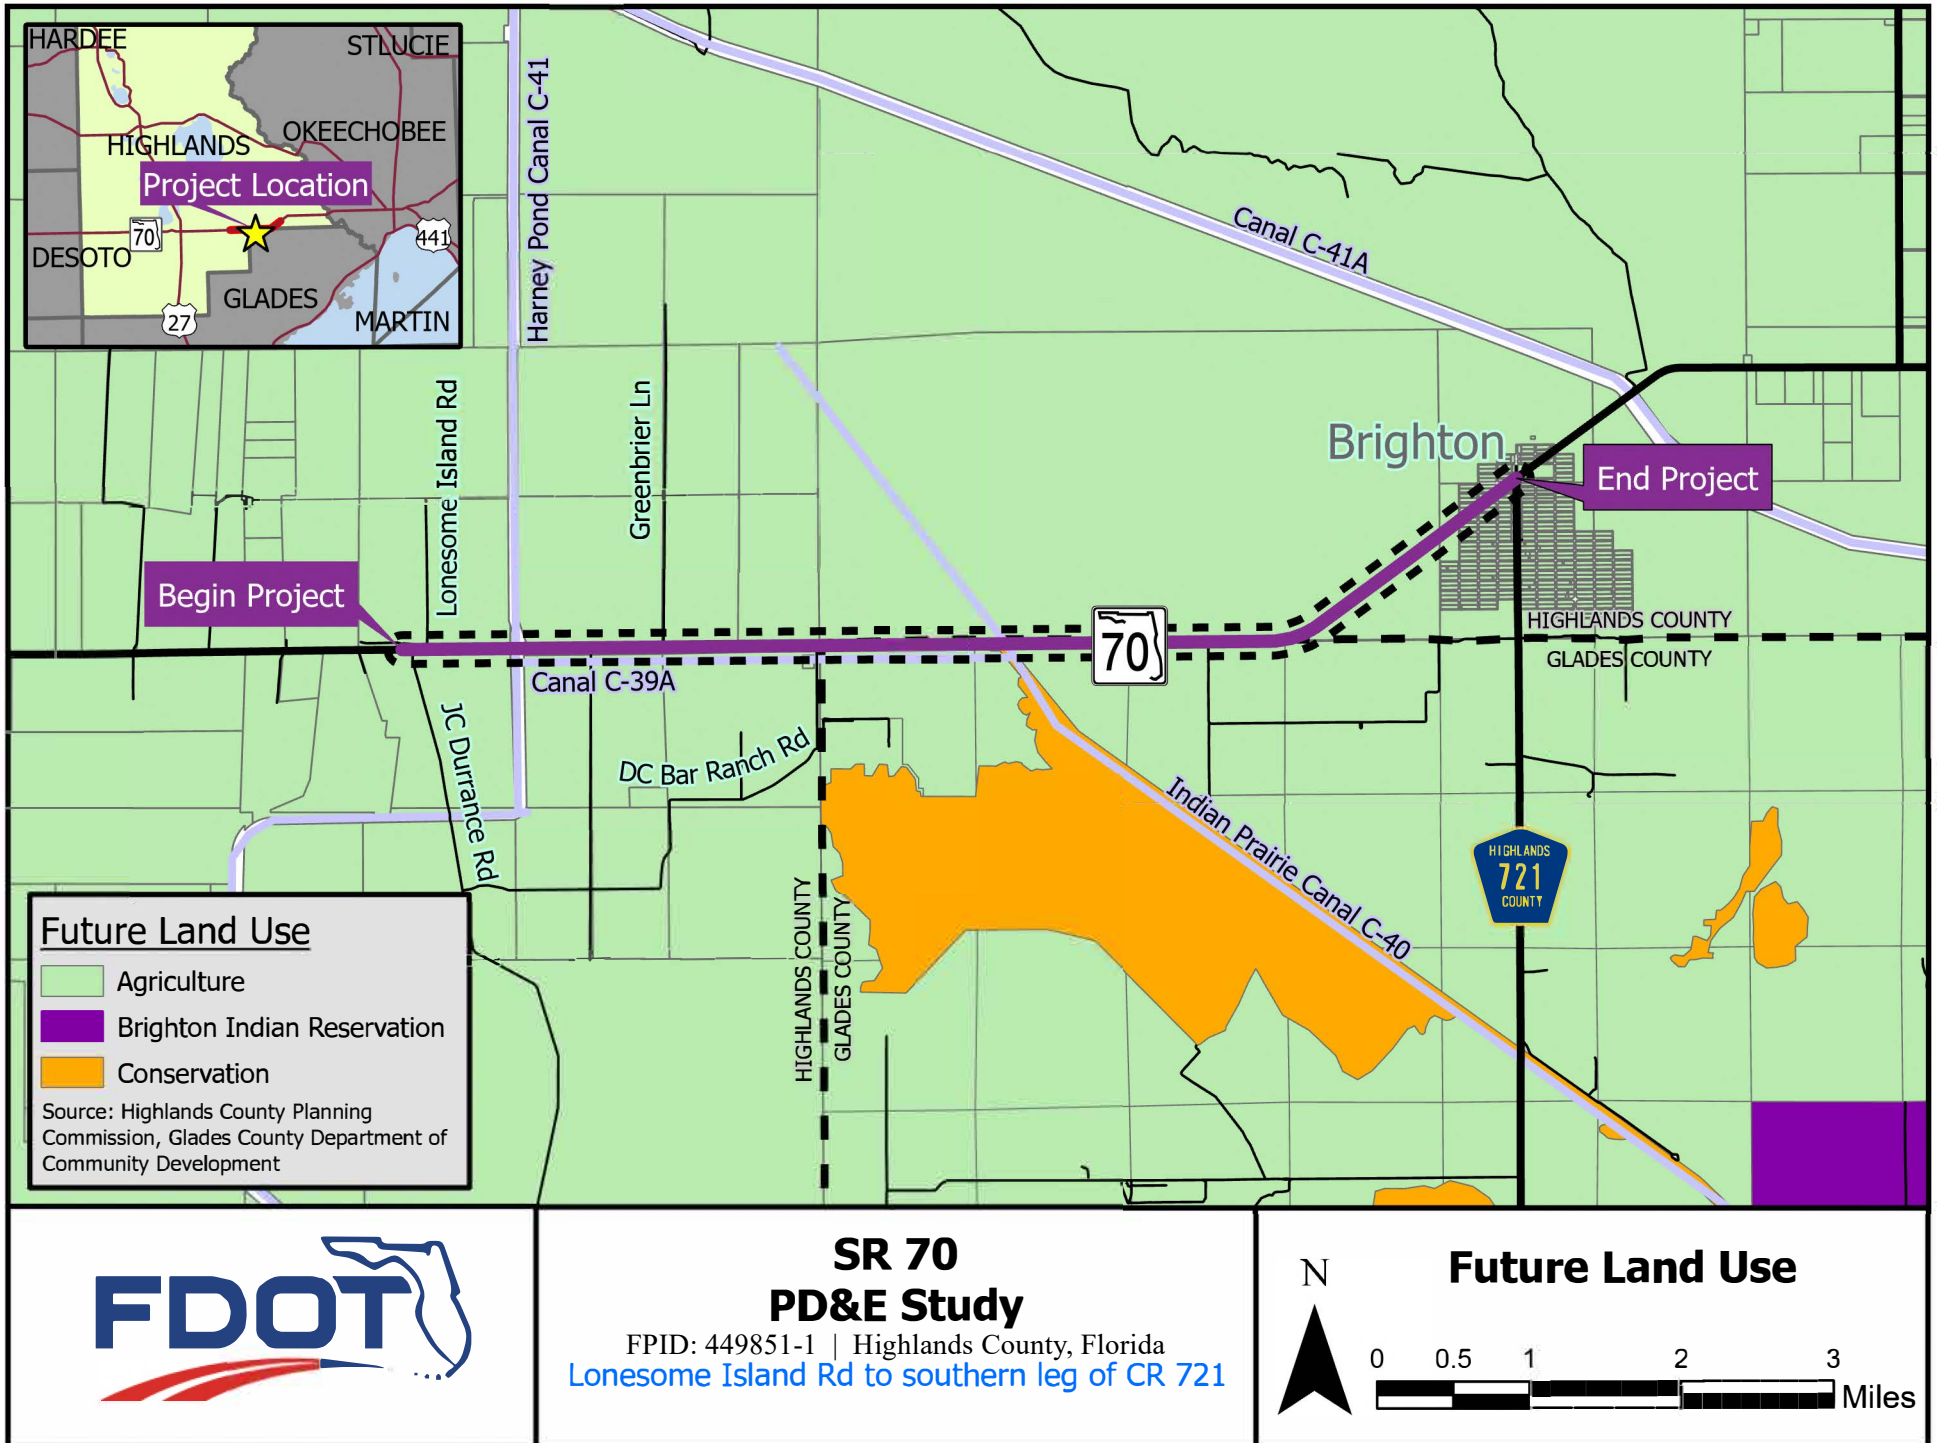 HARDEE
STLUCIE
HIGHLANDS
OKEECHOBEE
Project Location
70
441
DESOTO
GLADES
27
MARTIN
Harney Pond Canal C-41
Canal C-41A
Lonesome Island Rd
Greenbrier Ln
Brighton
End Project
Begin Project
70
HIGHLANDS COUNTY
GLADES COUNTY
Canal C-39A
JC Durrance Rd
DC Bar Ranch Rd
Indian Prairie Canal C-40
HIGHLANDS
721
COUNTY
HIGHLANDS COUNTY
GLADES COUNTY
Future Land Use
Agriculture
Brighton Indian Reservation
Conservation
Source: Highlands County Planning
Commission, Glades County Department of
Community Development
FDOT
SR 70
PD&E Study
FPID: 449851-1 | Highlands County, Florida
Lonesome Island Rd to southern leg of CR 721
N
Future Land Use
0 0.5 1 2 3
Miles